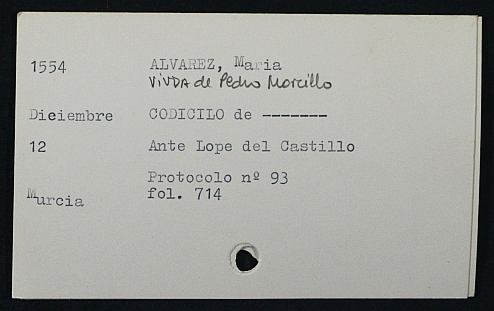 1554 ALVAREZ, Maria
VIUDA de Pedro Morcillo
Diciembre CODICILO de -------
12 Ante Lope del Castillo
Protocolo nº 93
Murcia fol. 714